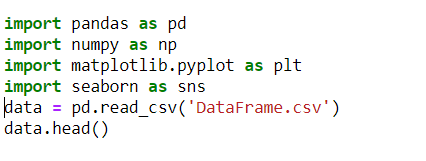 import pandas as pd
import numpy as np
import matplotlib.pyplot as plt
import seaborn as sns
data = pd.read_csv('DataFrame.csv')
data.head()